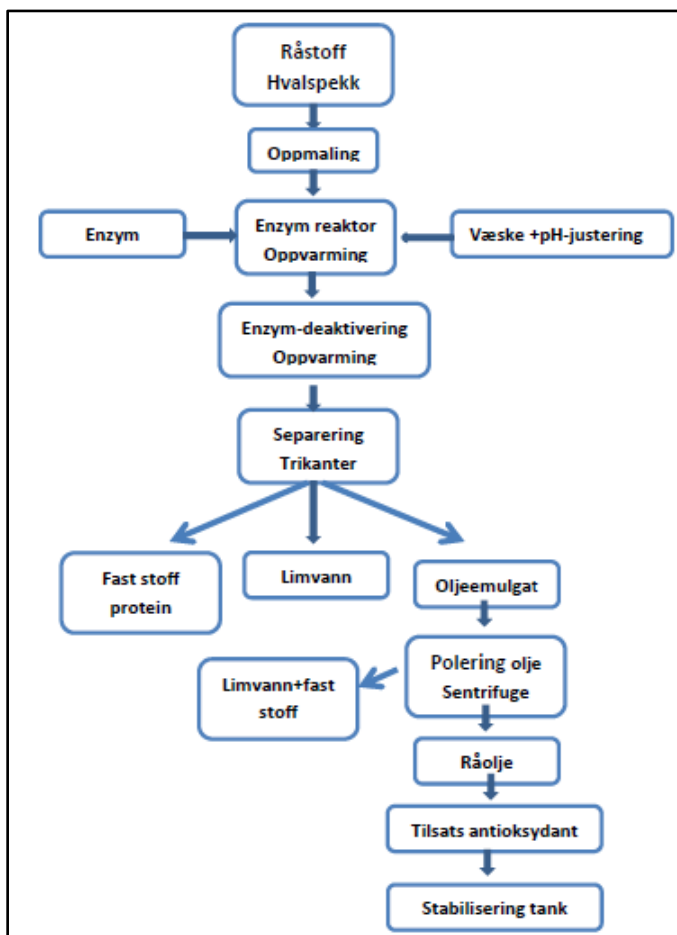 Råstoff
Hvalspekk
Oppmaling
Enzym
Enzym reaktor
Oppvarming
Væske +pH-justering
Enzym-deaktivering
Oppvarming
Separering
Trikanter
Fast stoff
protein
Limvann
Oljeemulgat
Limvann+fast
stoff
Polering olje
Sentrifuge
Råolje
Tilsats antioksydant
Stabilisering tank